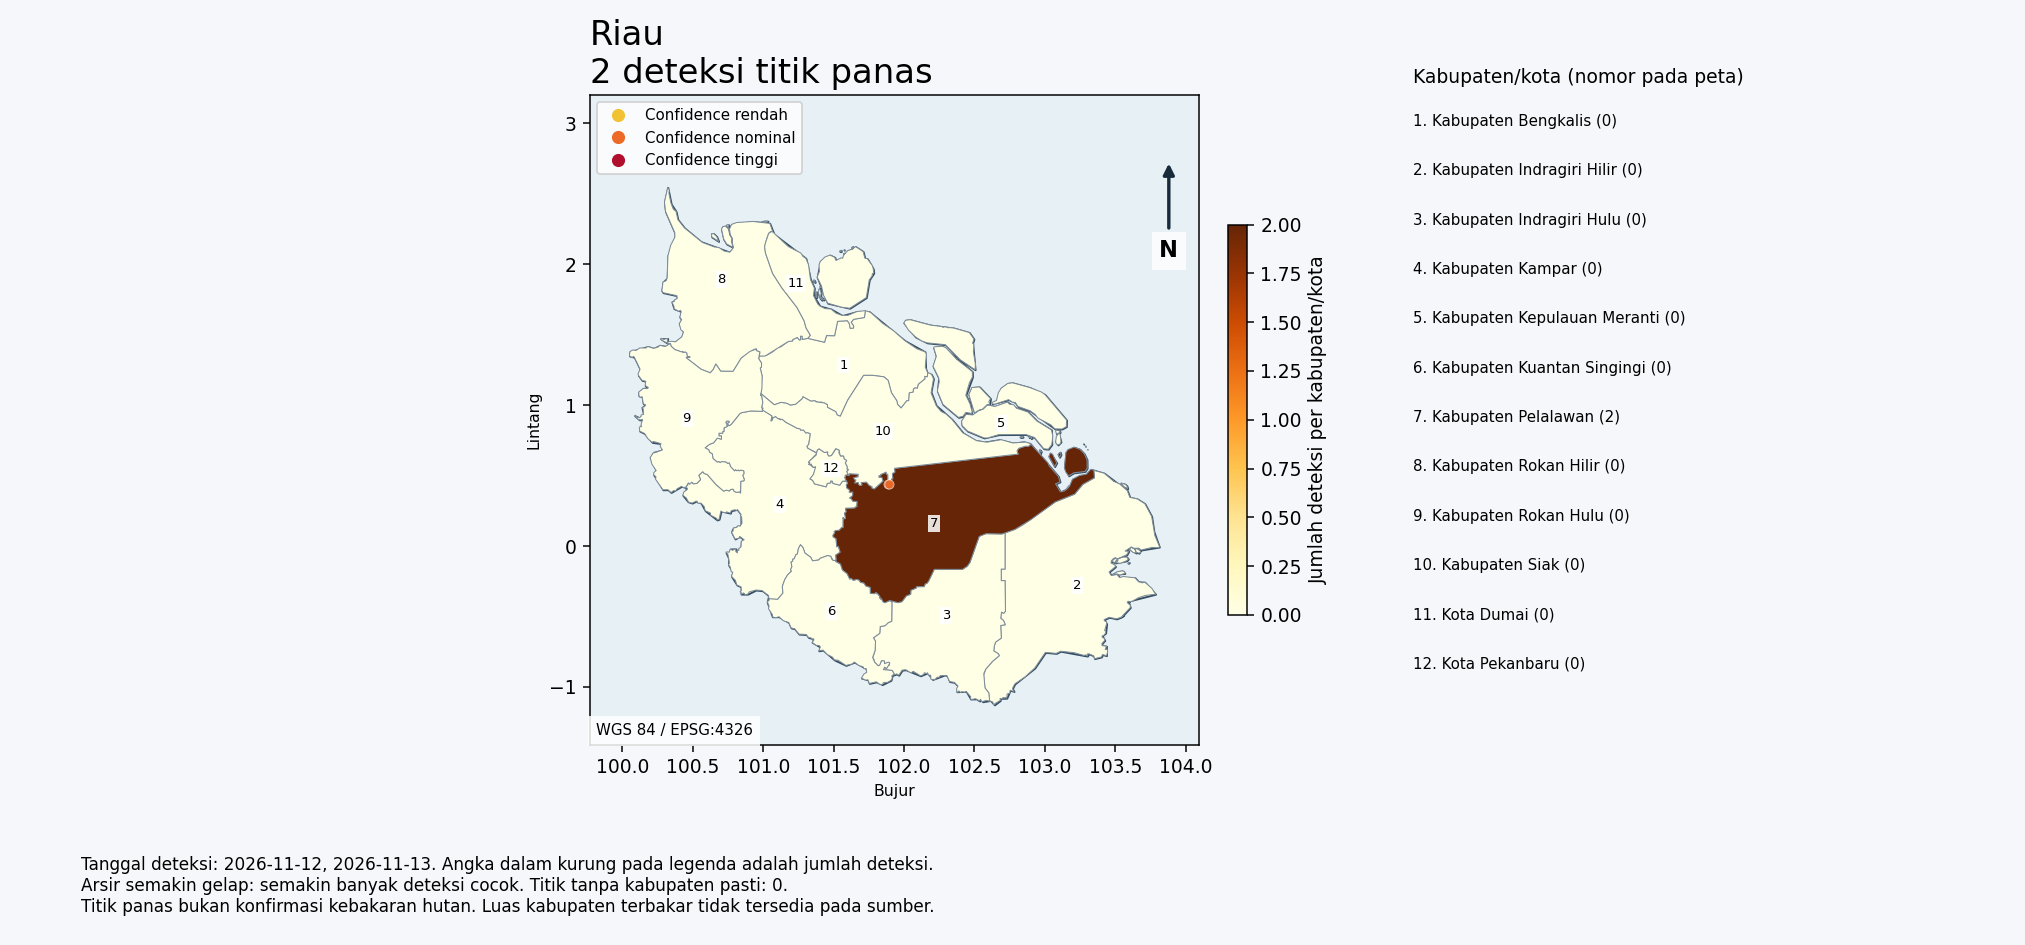 Riau
2 deteksi titik panas
Confidence rendah
Confidence nominal
Confidence tinggi
N
3
2
1
0
−1
Lintang
8
11
1
9
10
5
12
4
7
2
6
3
WGS 84 / EPSG:4326
100.0 100.5 101.0 101.5 102.0 102.5 103.0 103.5 104.0
Bujur
2.00
1.75
1.50
1.25
1.00
0.75
0.50
0.25
0.00
Jumlah deteksi per kabupaten/kota
Kabupaten/kota (nomor pada peta)
1. Kabupaten Bengkalis (0)
2. Kabupaten Indragiri Hilir (0)
3. Kabupaten Indragiri Hulu (0)
4. Kabupaten Kampar (0)
5. Kabupaten Kepulauan Meranti (0)
6. Kabupaten Kuantan Singingi (0)
7. Kabupaten Pelalawan (2)
8. Kabupaten Rokan Hilir (0)
9. Kabupaten Rokan Hulu (0)
10. Kabupaten Siak (0)
11. Kota Dumai (0)
12. Kota Pekanbaru (0)
Tanggal deteksi: 2026-11-12, 2026-11-13. Angka dalam kurung pada legenda adalah jumlah deteksi.
Arsir semakin gelap: semakin banyak deteksi cocok. Titik tanpa kabupaten pasti: 0.
Titik panas bukan konfirmasi kebakaran hutan. Luas kabupaten terbakar tidak tersedia pada sumber.